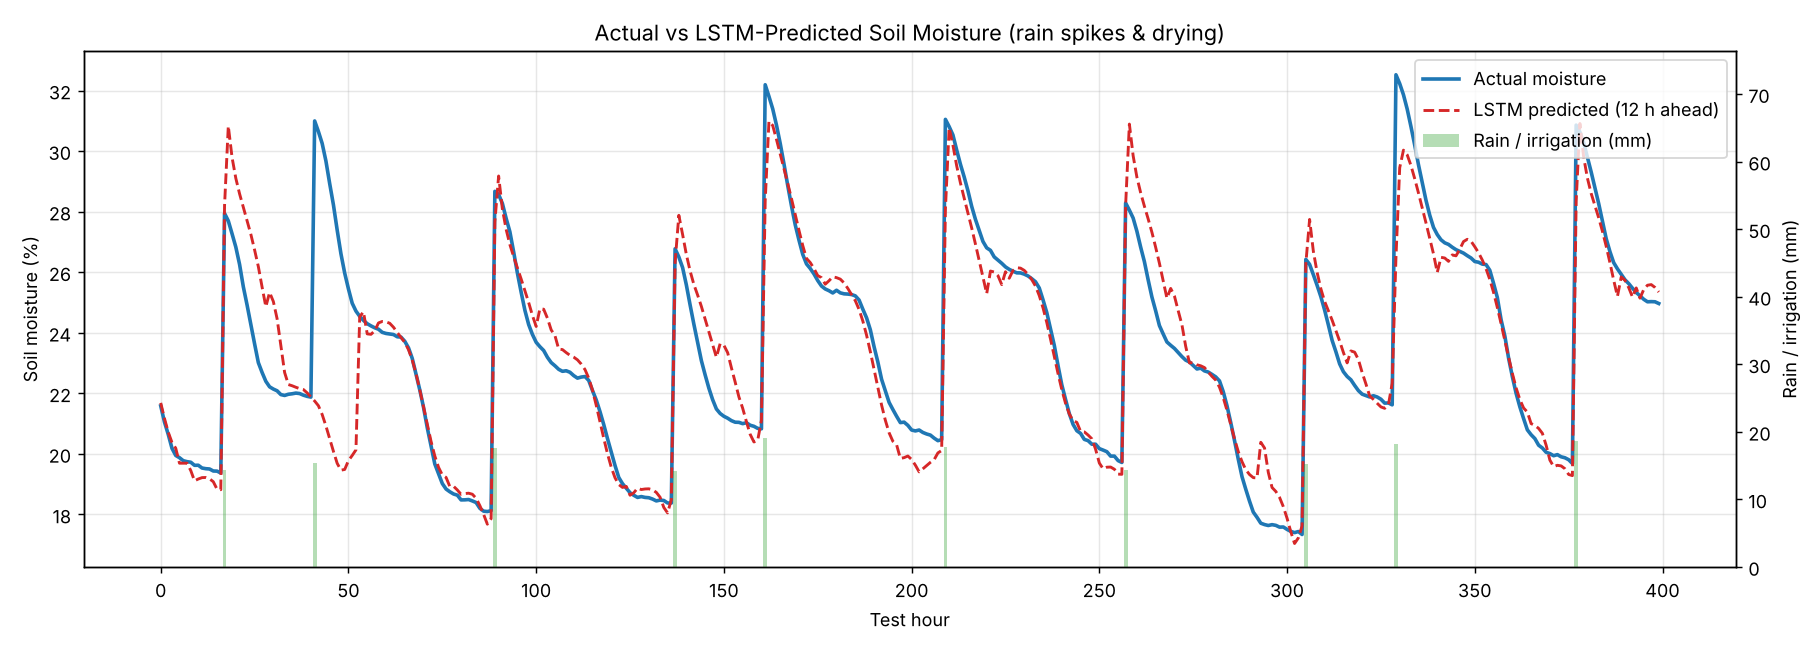 Actual vs LSTM-Predicted Soil Moisture (rain spikes & drying)
Actual moisture
LSTM predicted (12 h ahead)
Rain / irrigation (mm)
Soil moisture (%)
32
30
28
26
24
22
20
18
70
60
50
40
30
20
10
0
Rain / irrigation (mm)
0 50 100 150 200 250 300 350 400
Test hour